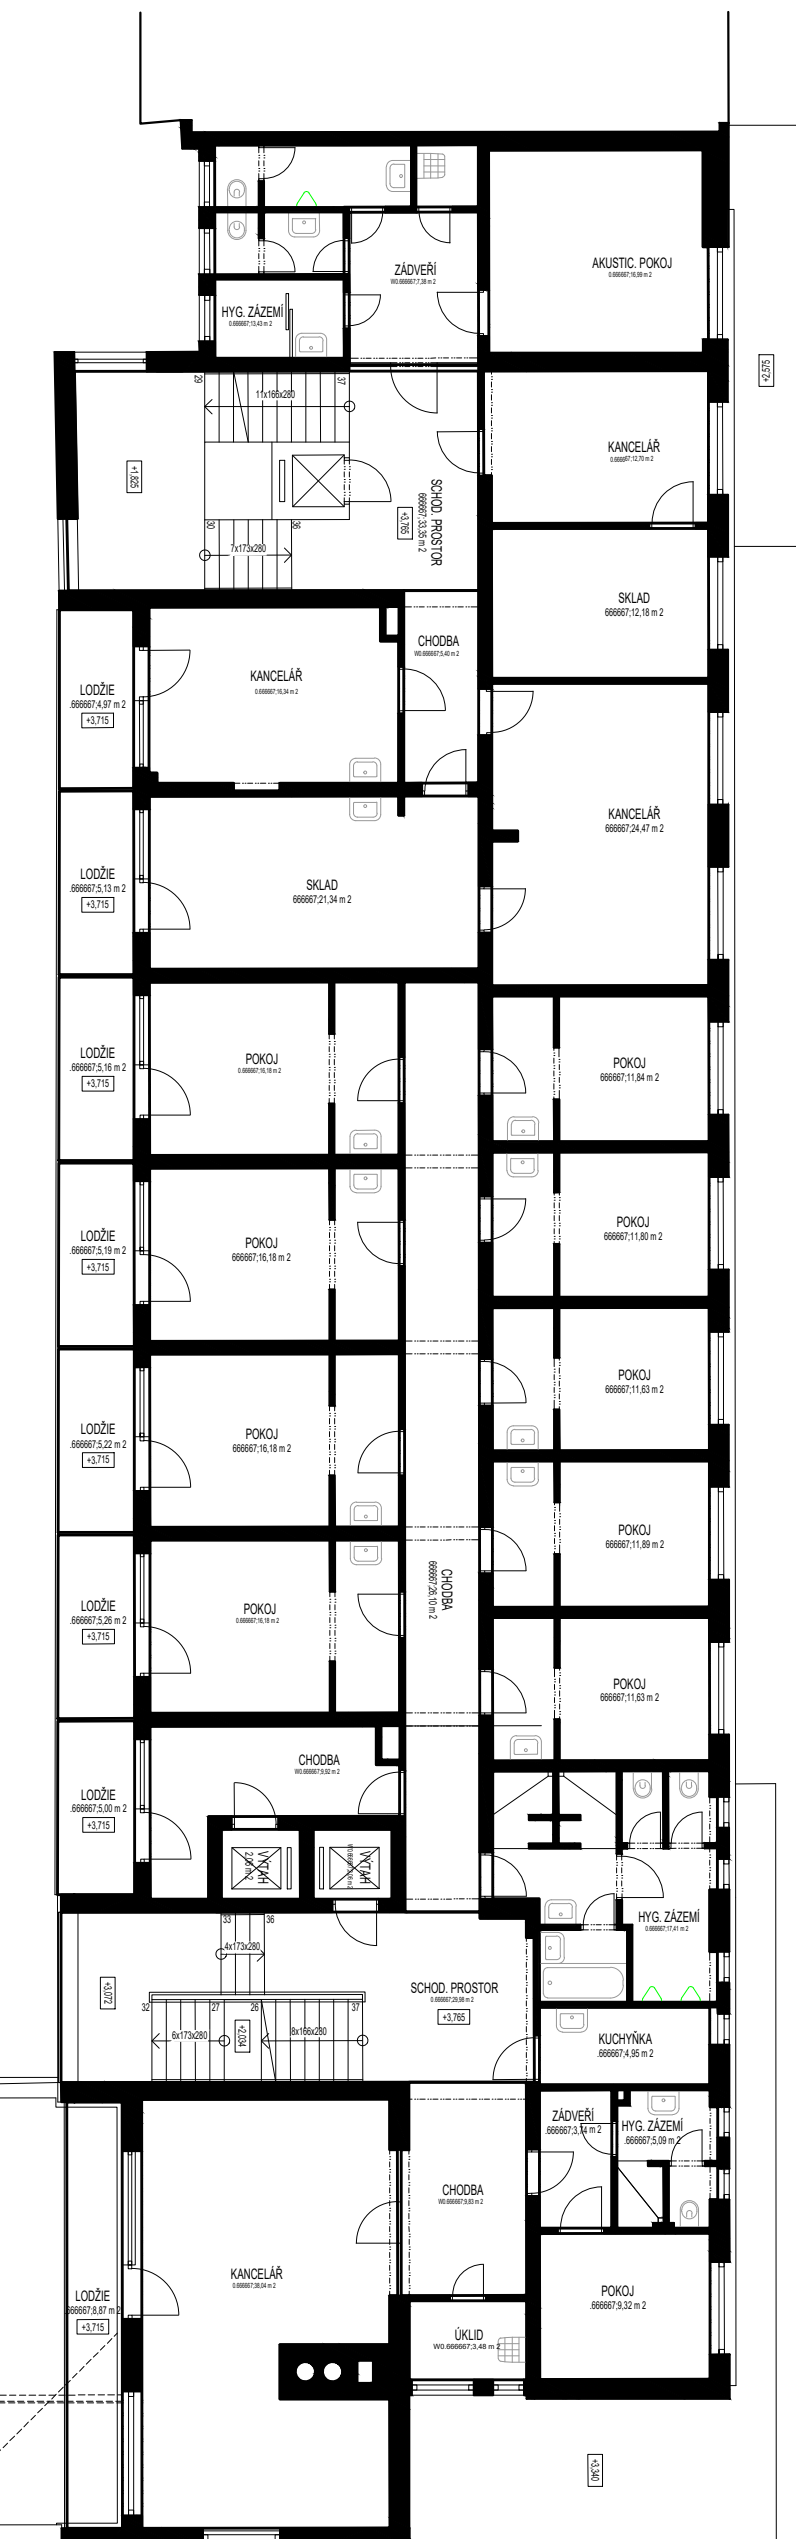 AKUSTIC. POKOJ
0.666667;16,99 m 2
ZÁDVEŘÍ
W0.666667;7,38 m 2
HYG. ZÁZEMÍ
0.666667;13,43 m 2
+2,575
29
37
11x166x280
+1,825
30
36
7x173x280
SCHOD. PROSTOR
666667;33,35 m 2
+3,765
KANCELÁŘ
0.666667;12,70 m 2
SKLAD
666667;12,18 m 2
CHODBA
W0.666667;5,40 m 2
KANCELÁŘ
0.666667;16,34 m 2
LODŽIE
.666667;4,97 m 2
+3,715
KANCELÁŘ
666667;24,47 m 2
LODŽIE
.666667;5,13 m 2
+3,715
SKLAD
666667;21,34 m 2
LODŽIE
.666667;5,16 m 2
+3,715
POKOJ
0.666667;16,18 m 2
POKOJ
666667;11,84 m 2
LODŽIE
.666667;5,19 m 2
+3,715
POKOJ
666667;16,18 m 2
POKOJ
666667;11,80 m 2
POKOJ
666667;11,63 m 2
LODŽIE
.666667;5,22 m 2
+3,715
POKOJ
666667;16,18 m 2
POKOJ
666667;11,89 m 2
CHODBA
666667;26,10 m 2
LODŽIE
.666667;5,26 m 2
+3,715
POKOJ
0.666667;16,18 m 2
POKOJ
666667;11,63 m 2
CHODBA
W0.666667;9,92 m 2
LODŽIE
.666667;5,00 m 2
+3,715
VÝTAH
VÝTAH
HYG. ZÁZEMÍ
0.666667;17,41 m 2
33
36
4x173x280
+3,072
SCHOD. PROSTOR
0.666667;29,98 m 2
+3,765
32
27
26
37
6x173x280
+2,034
8x166x280
KUCHYŇKA
.666667;4,95 m 2
ZÁDVEŘÍ
.666667;3,74 m 2
HYG. ZÁZEMÍ
.666667;5,09 m 2
CHODBA
W0.666667;9,83 m 2
KANCELÁŘ
0.666667;38,04 m 2
LODŽIE
666667;8,87 m 2
+3,715
POKOJ
.666667;9,32 m 2
ÚKLID
W0.666667;3,48 m 2
+3,340